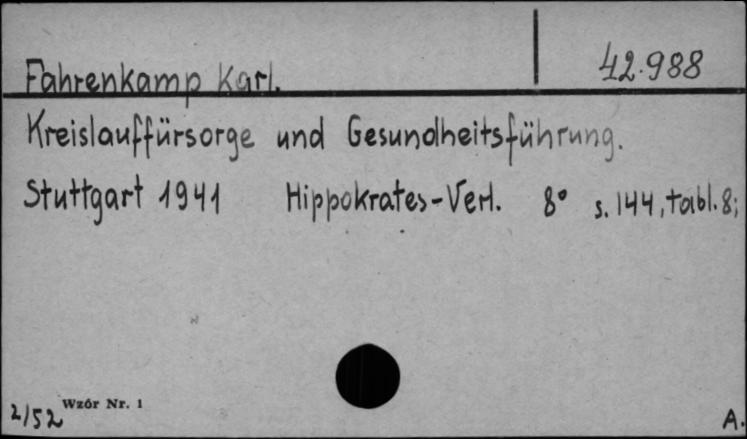 Fahrenkamp Karl. 42.988
Kreislauffürsorge und Gesundheitsführung.
Stuttgart 1941 Hippokrates-Verl. 8° s. 144, tabl. 8;
Wzór Nr. 1
2/52 A.